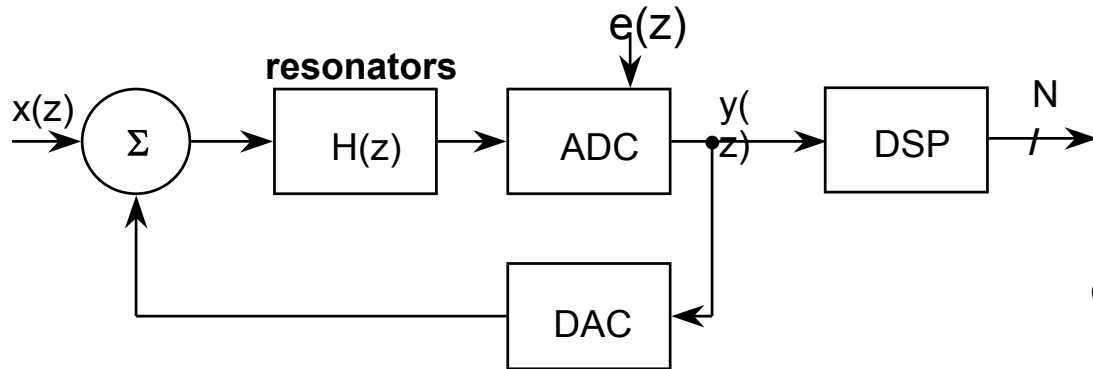 e(z)
resonators
x(z)
Σ
H(z)
ADC
y(
z)
DSP
N
DAC